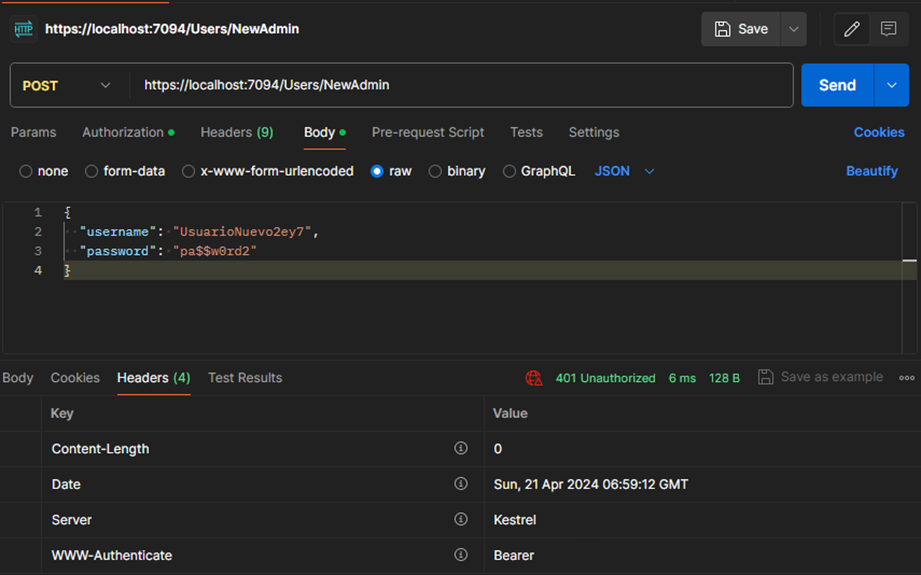 HTTP https://localhost:7094/Users/NewAdmin Save
POST https://localhost:7094/Users/NewAdmin Send
Params Authorization Headers (9) Body Pre-request Script Tests Settings Cookies
none form-data x-www-form-urlencoded raw binary GraphQL JSON Beautify
1 {
2 "username": "UsuarioNuevo2ey7",
3 "password": "pa$$w0rd2"
4 }
Body Cookies Headers (4) Test Results 401 Unauthorized 6 ms 128 B Save as example
Key Value
Content-Length 0
Date Sun, 21 Apr 2024 06:59:12 GMT
Server Kestrel
WWW-Authenticate Bearer